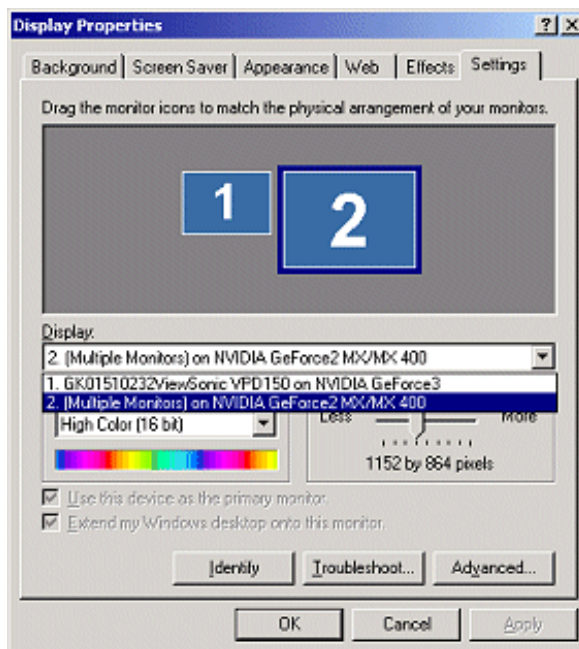 Display Properties
Background Screen Saver Appearance Web Effects Settings
Drag the monitor icons to match the physical arrangement of your monitors.
1 2
Display:
2. (Multiple Monitors) on NVIDIA GeForce2 MX/MX 400
1. GK01510232ViewSonic VPD150 on NVIDIA GeForce3
2. (Multiple Monitors) on NVIDIA GeForce2 MX/MX 400
High Color (16 bit) Less More
1152 by 864 pixels
Use this device as the primary monitor.
Extend my Windows desktop onto this monitor.
Identify Troubleshoot... Advanced...
OK Cancel Apply